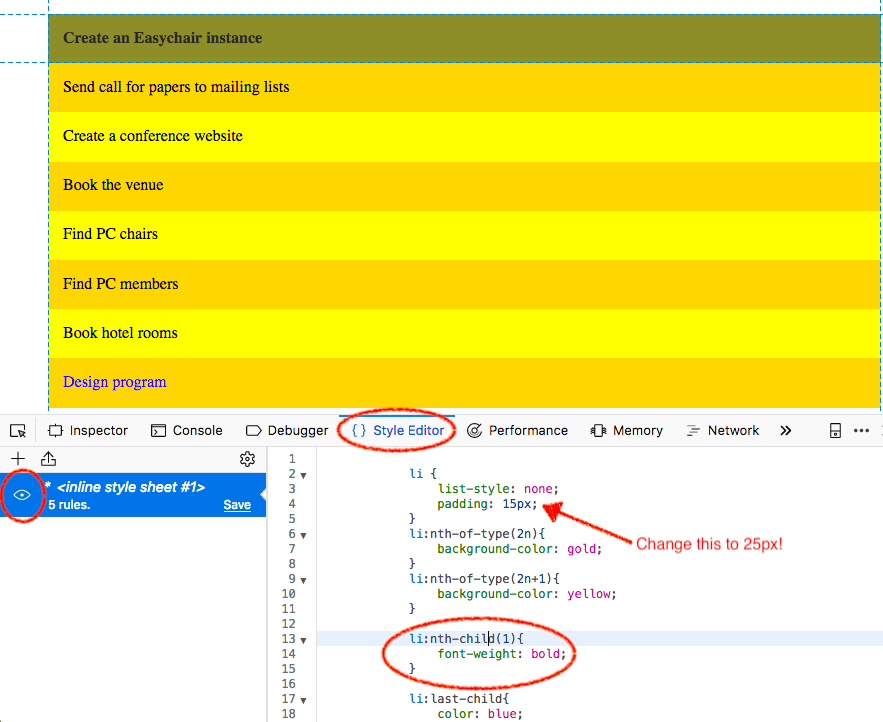 Create an Easychair instance
Send call for papers to mailing lists
Create a conference website
Book the venue
Find PC chairs
Find PC members
Book hotel rooms
Design program
Inspector Console Debugger { } Style Editor Performance Memory Network
* <inline style sheet #1>
5 rules. Save
1
2 li {
3 list-style: none;
4 padding: 15px;
5 }
6 li:nth-of-type(2n){
7 background-color: gold;
Change this to 25px!
8 }
9 li:nth-of-type(2n+1){
10 background-color: yellow;
11 }
12
13 li:nth-child(1){
14 font-weight: bold;
15 }
16
17 li:last-child{
18 color: blue;